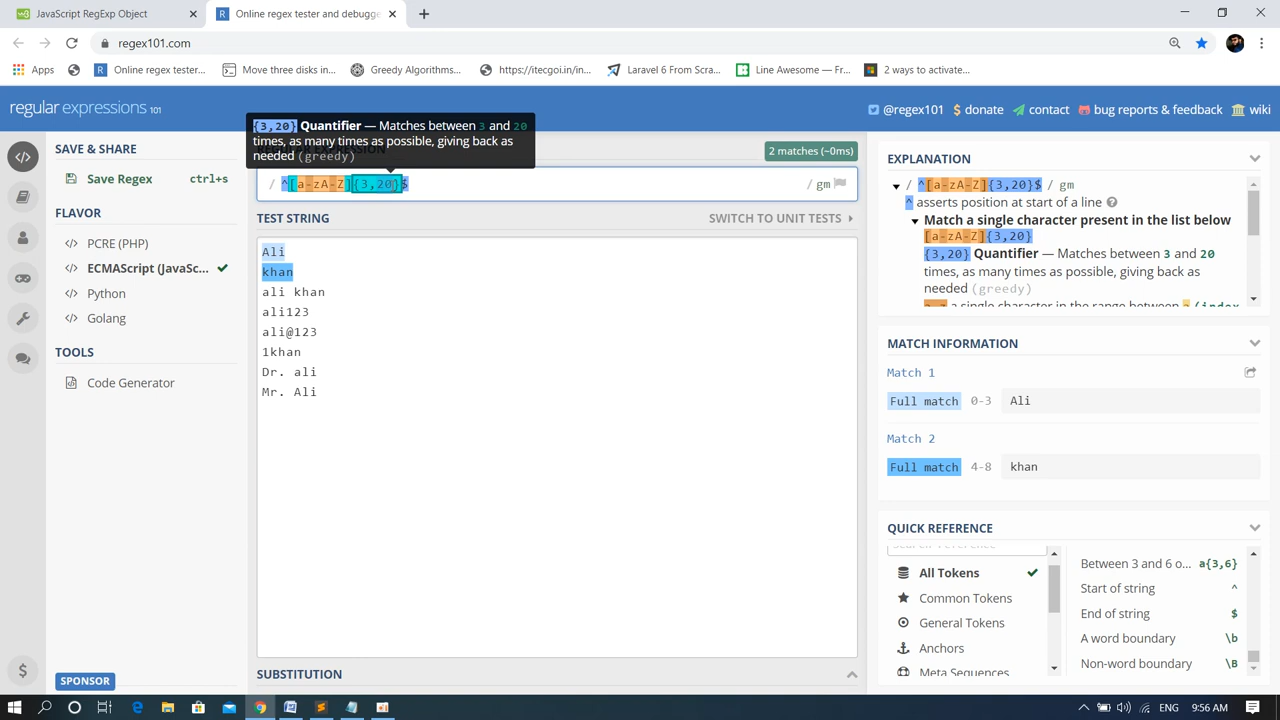 JavaScript RegExp Object
Online regex tester and debugge
regex101.com
Apps
Online regex tester...
Move three disks in...
Greedy Algorithms...
https://itecgoi.in/in...
Laravel 6 From Scra...
Line Awesome — Fr...
2 ways to activate...
regular expressions 101
@regex101
donate
contact
bug reports & feedback
wiki
SAVE & SHARE
Save Regex
ctrl+s
FLAVOR
PCRE (PHP)
ECMAScript (JavaSc...
Python
Golang
TOOLS
Code Generator
SPONSOR
{3,20} Quantifier — Matches between 3 and 20
times, as many times as possible, giving back as
needed (greedy)
2 matches (~0ms)
/ ^[a-zA-Z]{3,20}$
/ gm
TEST STRING
SWITCH TO UNIT TESTS
Ali
khan
ali khan
ali123
ali@123
1khan
Dr. ali
Mr. Ali
SUBSTITUTION
EXPLANATION
/ ^[a-zA-Z]{3,20}$ / gm
^ asserts position at start of a line
Match a single character present in the list below
[a-zA-Z]{3,20}
{3,20} Quantifier — Matches between 3 and 20
times, as many times as possible, giving back as
needed (greedy)
a-z a single character in the range between a (index
MATCH INFORMATION
Match 1
Full match 0-3 Ali
Match 2
Full match 4-8 khan
QUICK REFERENCE
All Tokens
Common Tokens
General Tokens
Anchors
Meta Sequences
Between 3 and 6 o... a{3,6}
Start of string ^
End of string $
A word boundary \b
Non-word boundary \B
ENG
9:56 AM